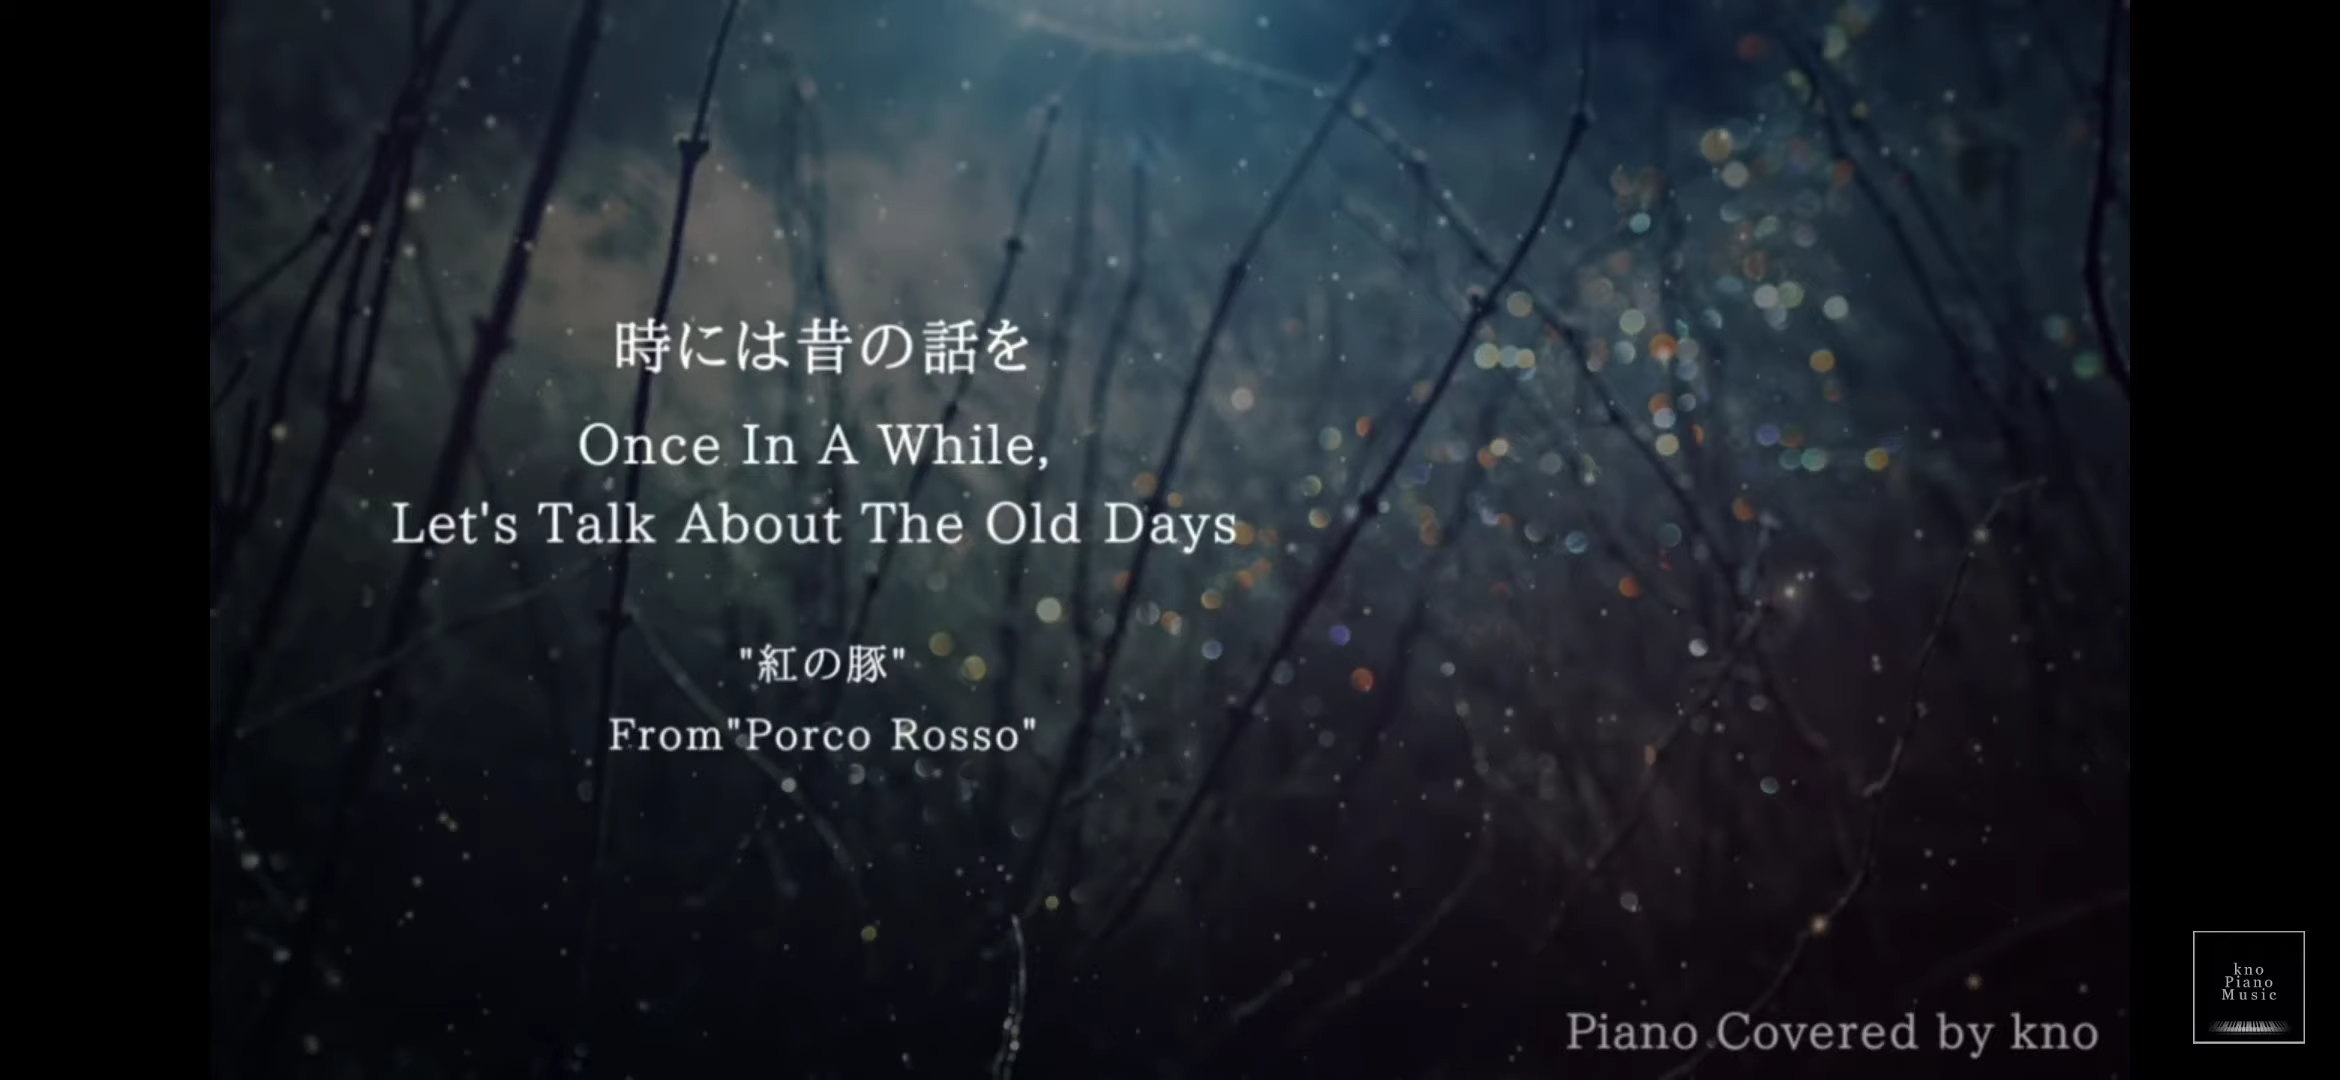 時には昔の話を
Once In A While,
Let's Talk About The Old Days
"紅の豚"
From"Porco Rosso"
Piano Covered by kno
kno
Piano
Music